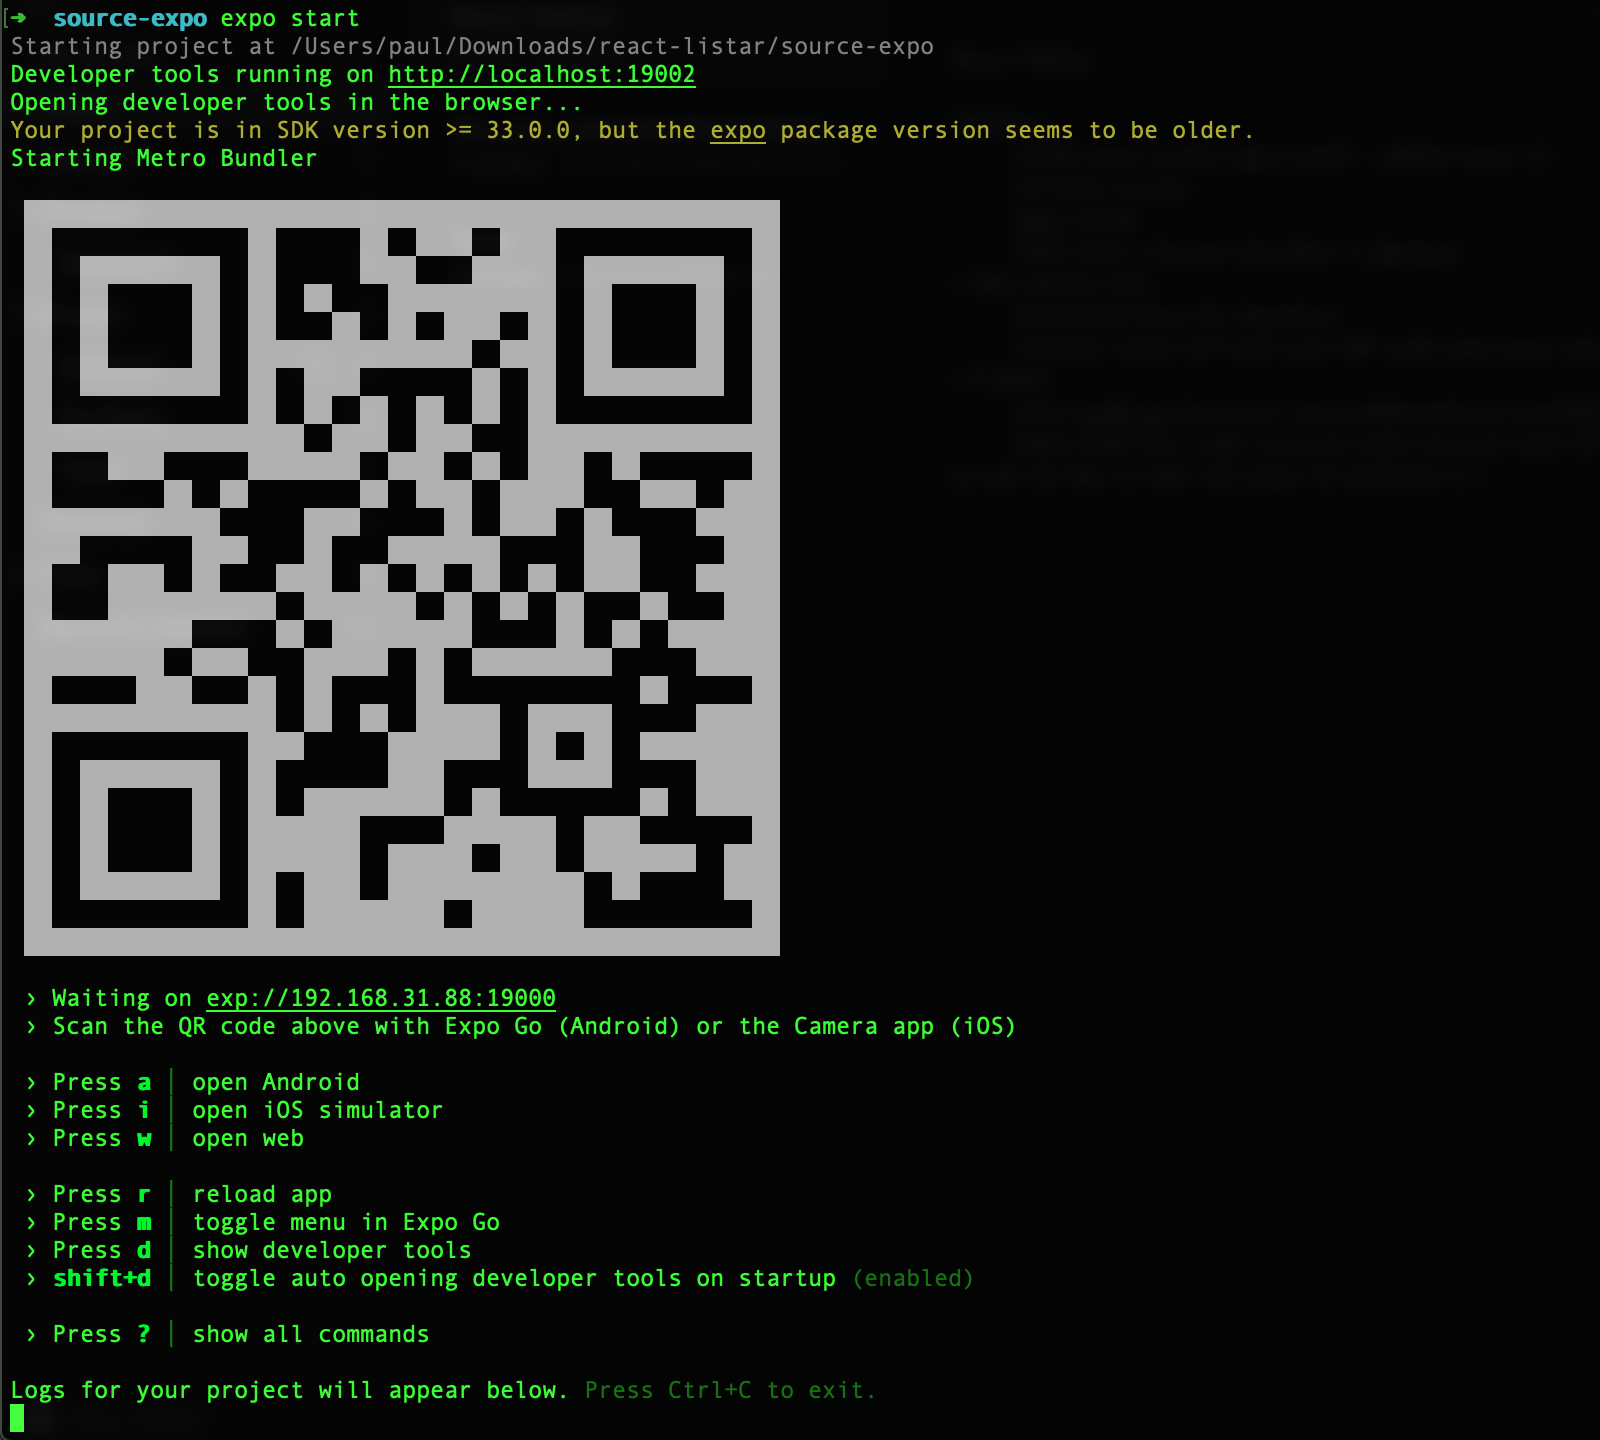 [➜  source-expo expo start
Starting project at /Users/paul/Downloads/react-listar/source-expo
Developer tools running on http://localhost:19002
Opening developer tools in the browser...
Your project is in SDK version >= 33.0.0, but the expo package version seems to be older.
Starting Metro Bundler
› Waiting on exp://192.168.31.88:19000
› Scan the QR code above with Expo Go (Android) or the Camera app (iOS)
› Press a │ open Android
› Press i │ open iOS simulator
› Press w │ open web
› Press r │ reload app
› Press m │ toggle menu in Expo Go
› Press d │ show developer tools
› shift+d │ toggle auto opening developer tools on startup (enabled)
› Press ? │ show all commands
Logs for your project will appear below. Press Ctrl+C to exit.